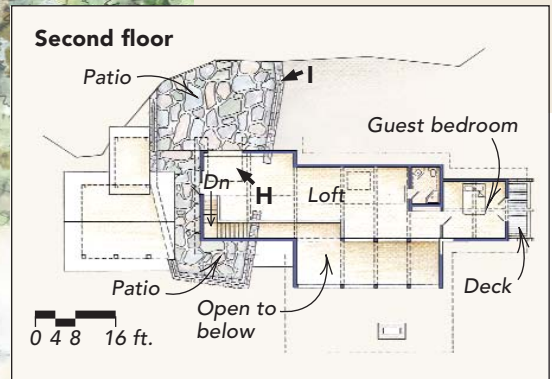 Second floor
Patio
I
Guest bedroom
Dn
H
Loft
Patio
Open to
below
Deck
0 4 8 16 ft.